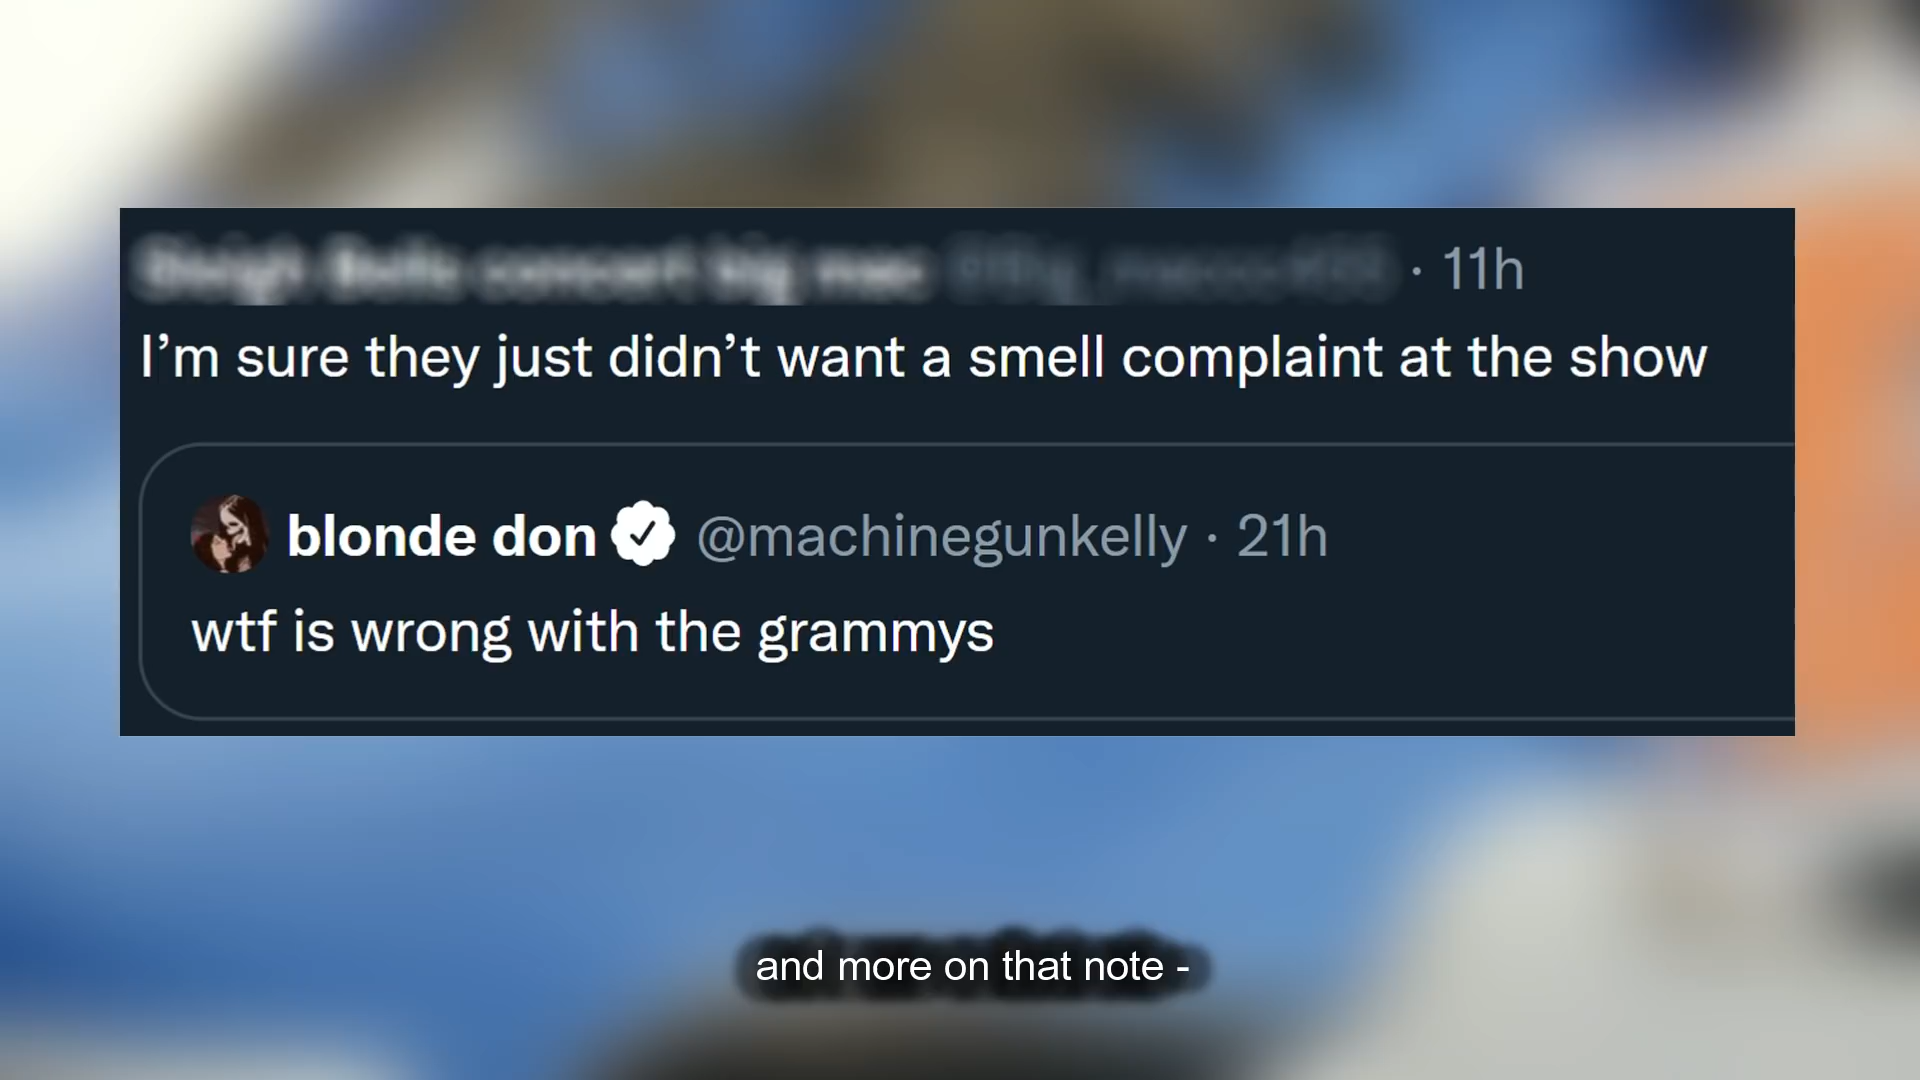 · 11h
I’m sure they just didn’t want a smell complaint at the show
blonde don @machinegunkelly · 21h
wtf is wrong with the grammys
and more on that note -